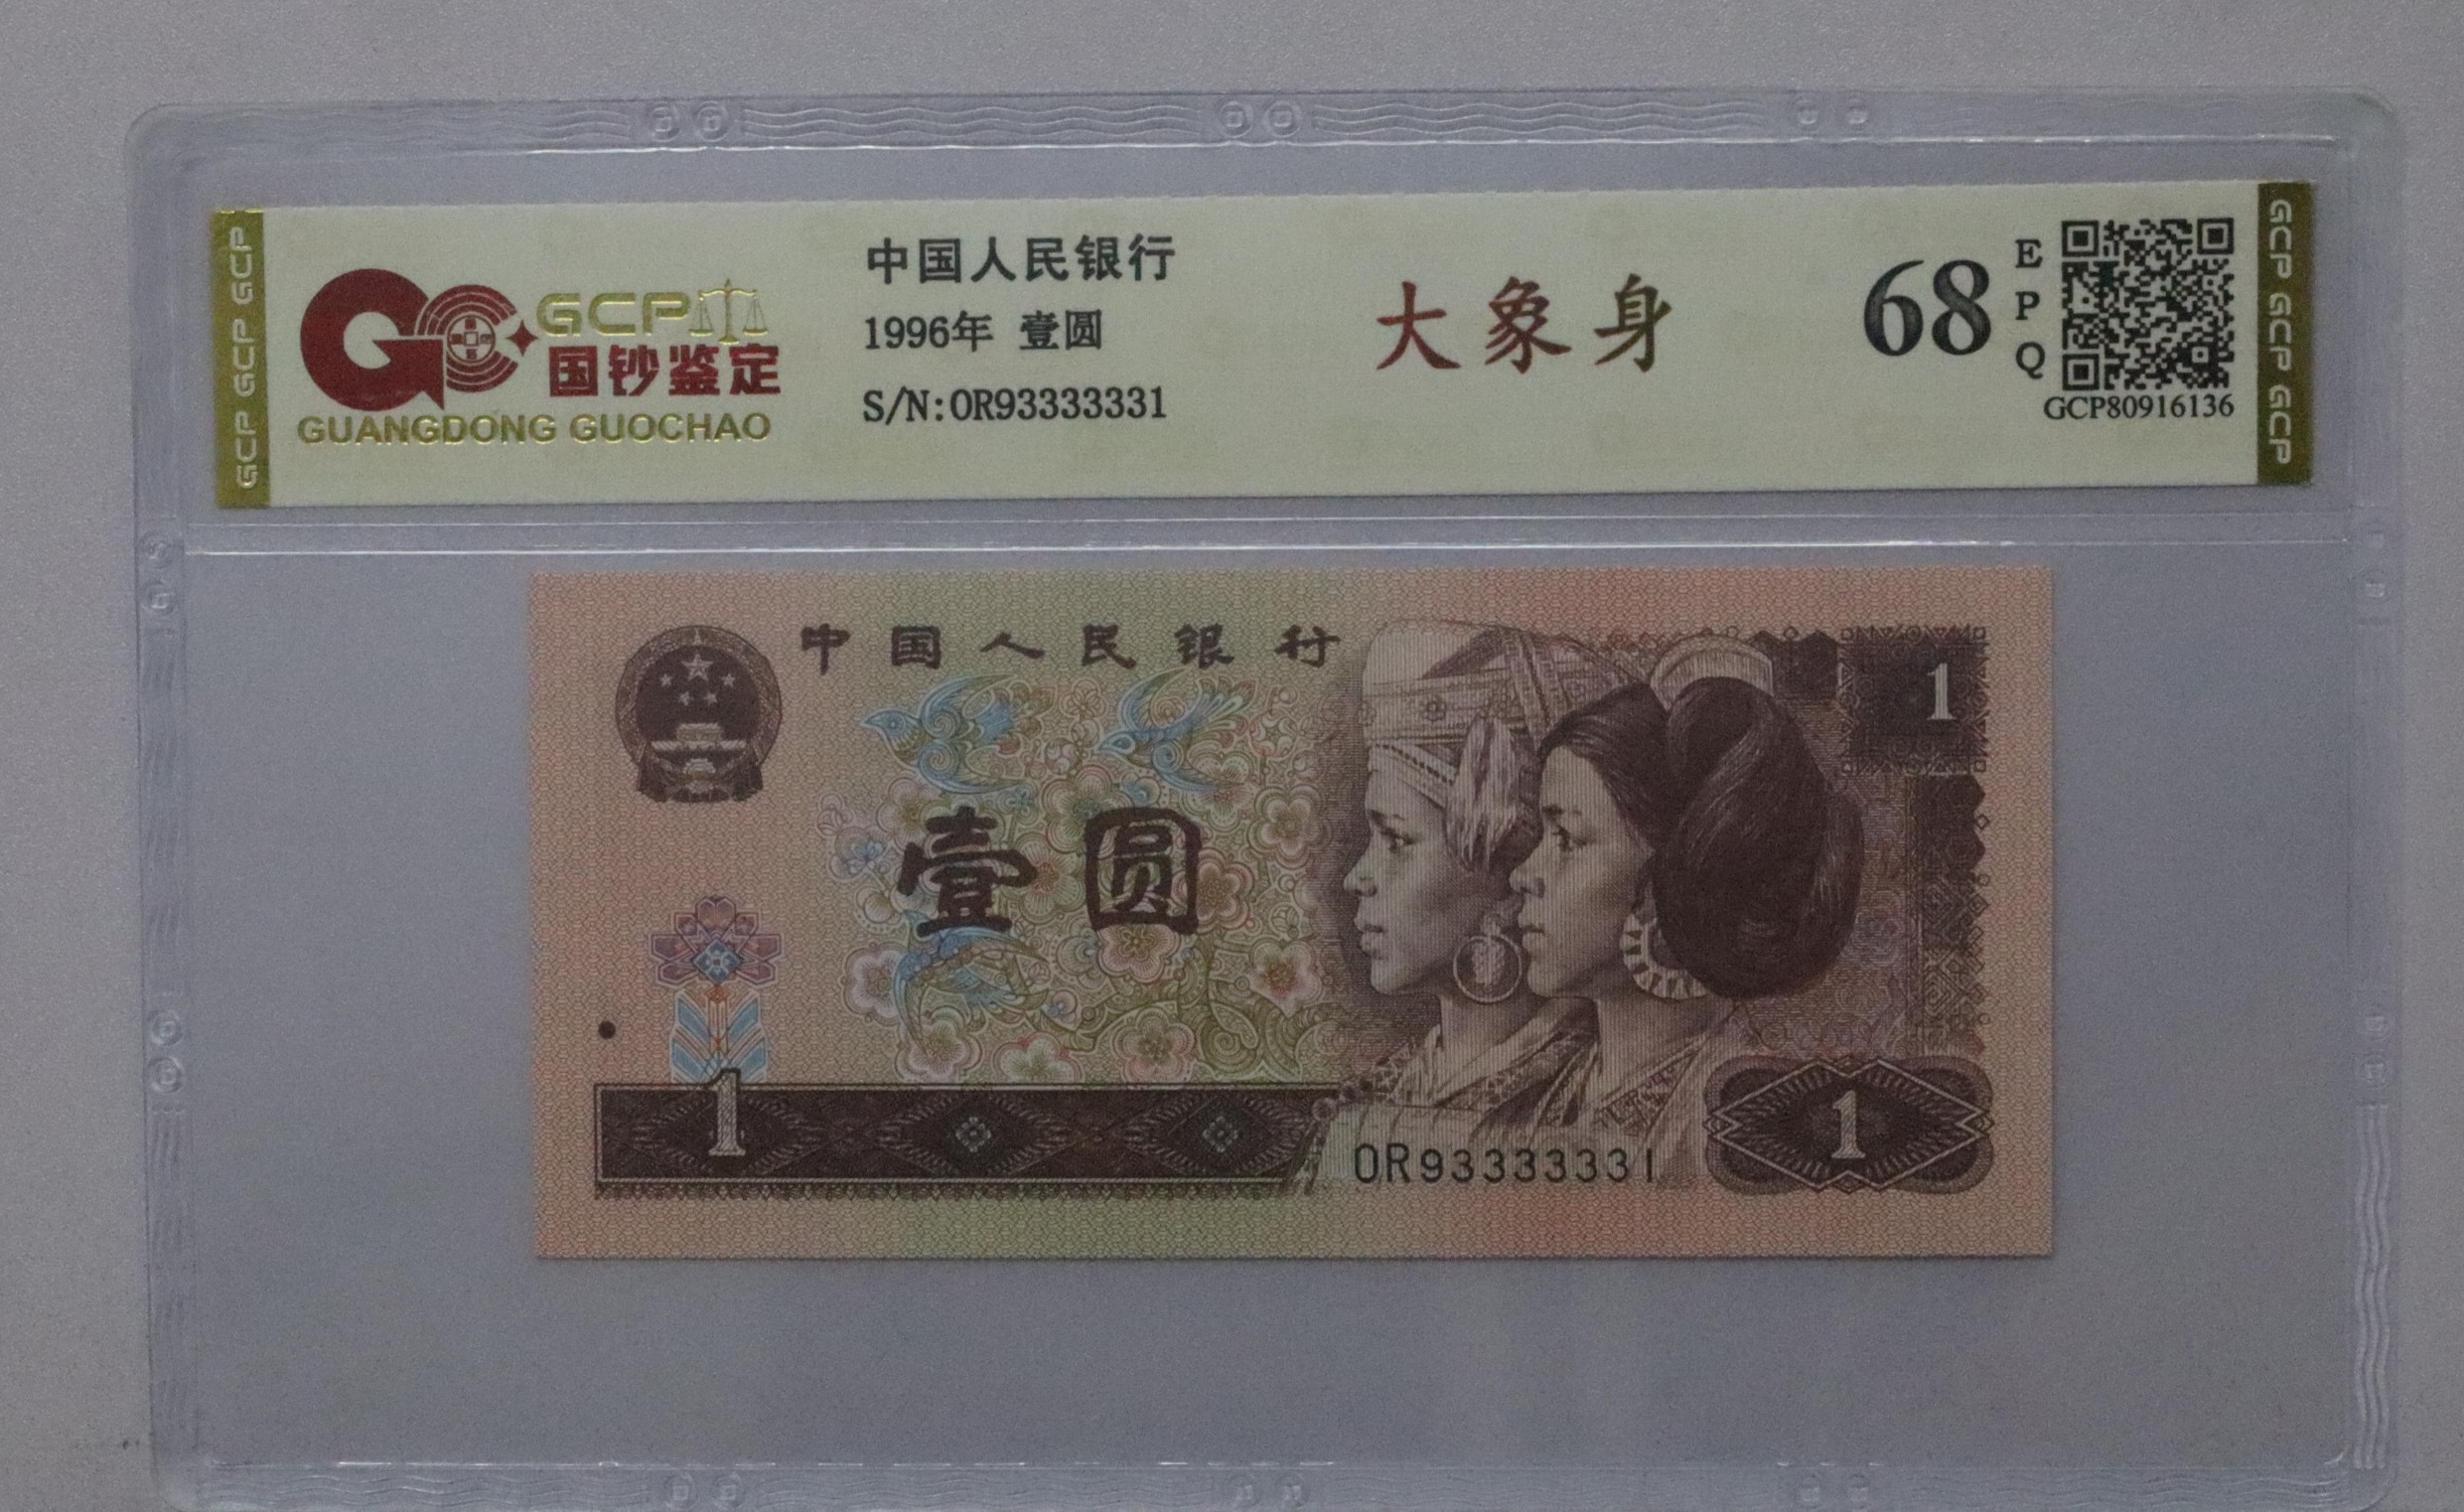 GCP GCP GCP
GCP
国钞鉴定
GUANGDONG GUOCHAO
中国人民银行
1996年 壹圆
S/N:OR93333331
大象身
68
E
P
Q
GCP80916136
GCP GCP GCP
中国人民银行
1
壹圆
1
OR93333331
1